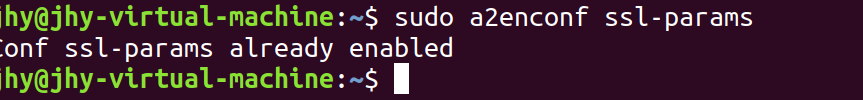 jhy@jhy-virtual-machine:~$ sudo a2enconf ssl-params
Conf ssl-params already enabled
jhy@jhy-virtual-machine:~$